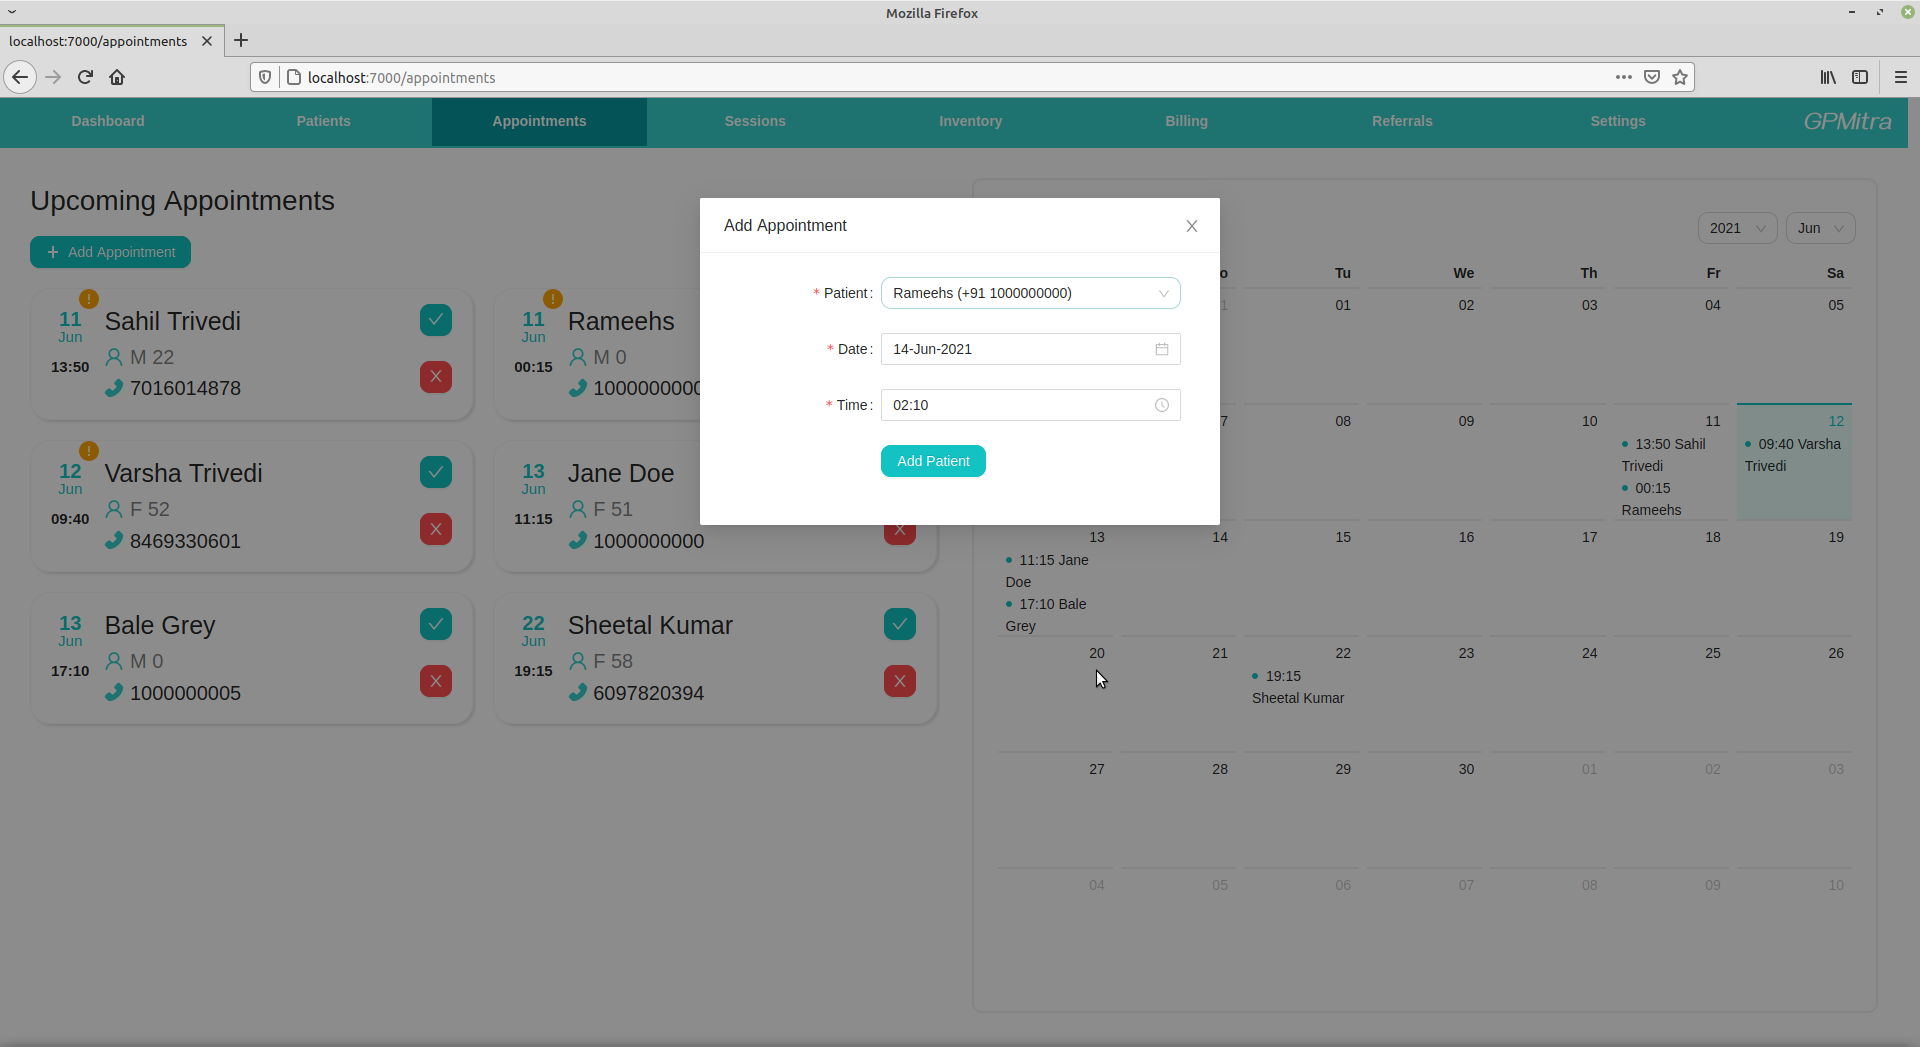 Mozilla Firefox
localhost:7000/appointments
localhost:7000/appointments
Dashboard Patients Appointments Sessions Inventory Billing Referrals Settings GPMitra
Upcoming Appointments
+ Add Appointment
11
Jun
13:50
Sahil Trivedi
M 22
7016014878
11
Jun
00:15
Rameehs
M 0
1000000000
12
Jun
09:40
Varsha Trivedi
F 52
8469330601
13
Jun
11:15
Jane Doe
F 51
1000000000
13
Jun
17:10
Bale Grey
M 0
1000000005
22
Jun
19:15
Sheetal Kumar
F 58
6097820394
Add Appointment
* Patient: Rameehs (+91 1000000000)
* Date: 14-Jun-2021
* Time: 02:10
Add Patient
2021 Jun
Tu We Th Fr Sa
01 02 03 04 05
08 09 10 11 12
13:50 Sahil
Trivedi
00:15
Rameehs
09:40 Varsha
Trivedi
13 14 15 16 17 18 19
11:15 Jane
Doe
17:10 Bale
Grey
20 21 22 23 24 25 26
19:15
Sheetal Kumar
27 28 29 30 01 02 03
04 05 06 07 08 09 10